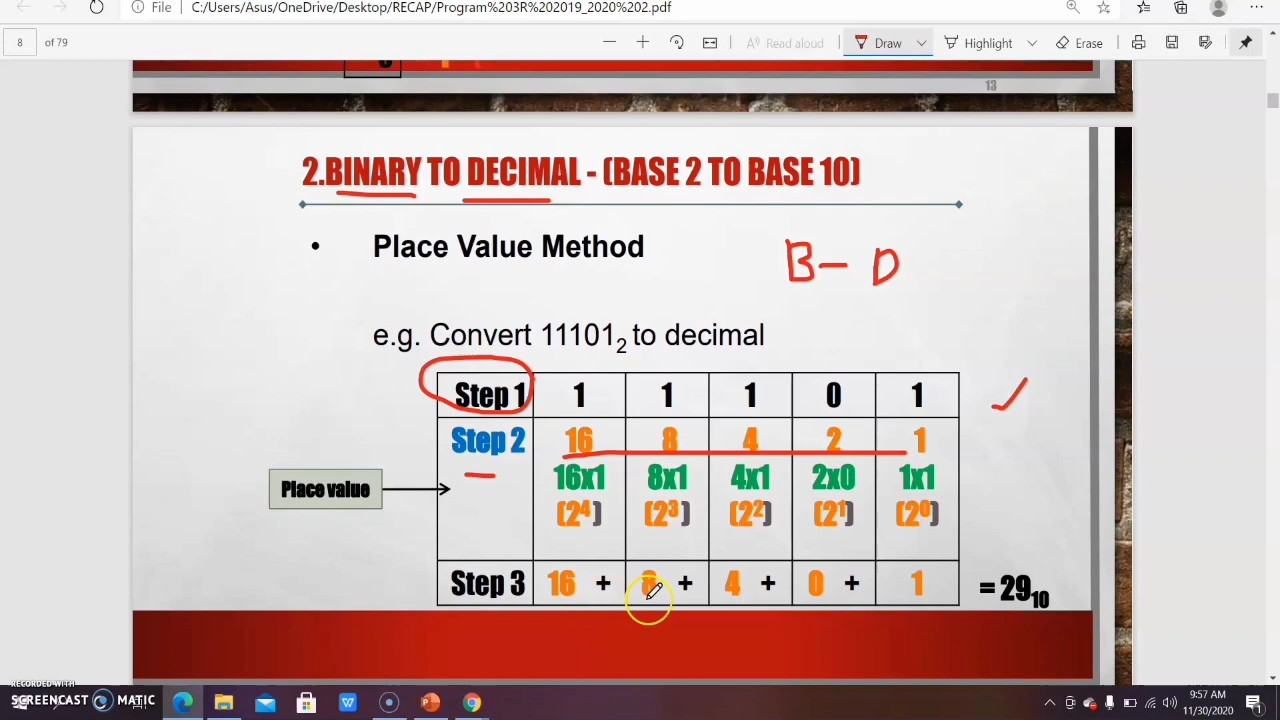 File | C:/Users/Asus/OneDrive/Desktop/RECAP/Program%203R%202019_2020%202.pdf
8 of 79 Read aloud Draw Highlight Erase
13
2.BINARY TO DECIMAL - (BASE 2 TO BASE 10)
• Place Value Method
B - D
e.g. Convert 11101₂ to decimal
Step 1 1 1 1 0 1
Step 2 16 8 4 2 1
Place value 16x1 8x1 4x1 2x0 1x1
(2⁴) (2³) (2²) (2¹) (2⁰)
Step 3 16 + + 4 + 0 + 1 = 29₁₀
RECORDED WITH
SCREENCAST MATIC
9:57 AM
11/30/2020